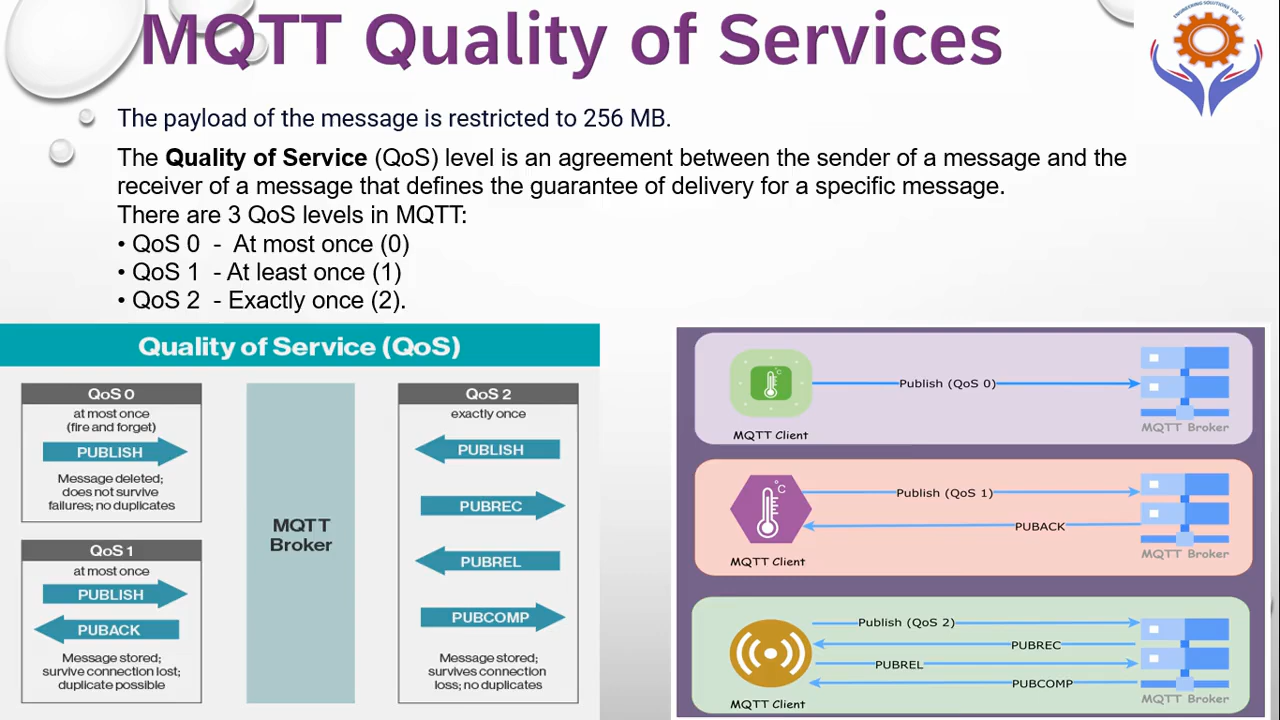 MQTT Quality of Services
ENGINEERING SOLUTIONS FOR ALL
The payload of the message is restricted to 256 MB.
The Quality of Service (QoS) level is an agreement between the sender of a message and the
receiver of a message that defines the guarantee of delivery for a specific message.
There are 3 QoS levels in MQTT:
• QoS 0 - At most once (0)
• QoS 1 - At least once (1)
• QoS 2 - Exactly once (2).
Quality of Service (QoS)
QoS 0
at most once
(fire and forget)
PUBLISH
Message deleted;
does not survive
failures; no duplicates
QoS 1
at most once
PUBLISH
PUBACK
Message stored;
survive connection lost;
duplicate possible
MQTT
Broker
QoS 2
exactly once
PUBLISH
PUBREC
PUBREL
PUBCOMP
Message stored;
survives connection
loss; no duplicates
°C
Publish (QoS 0)
MQTT Client
MQTT Broker
°C
Publish (QoS 1)
PUBACK
MQTT Client
MQTT Broker
Publish (QoS 2)
PUBREC
PUBREL
PUBCOMP
MQTT Client
MQTT Broker